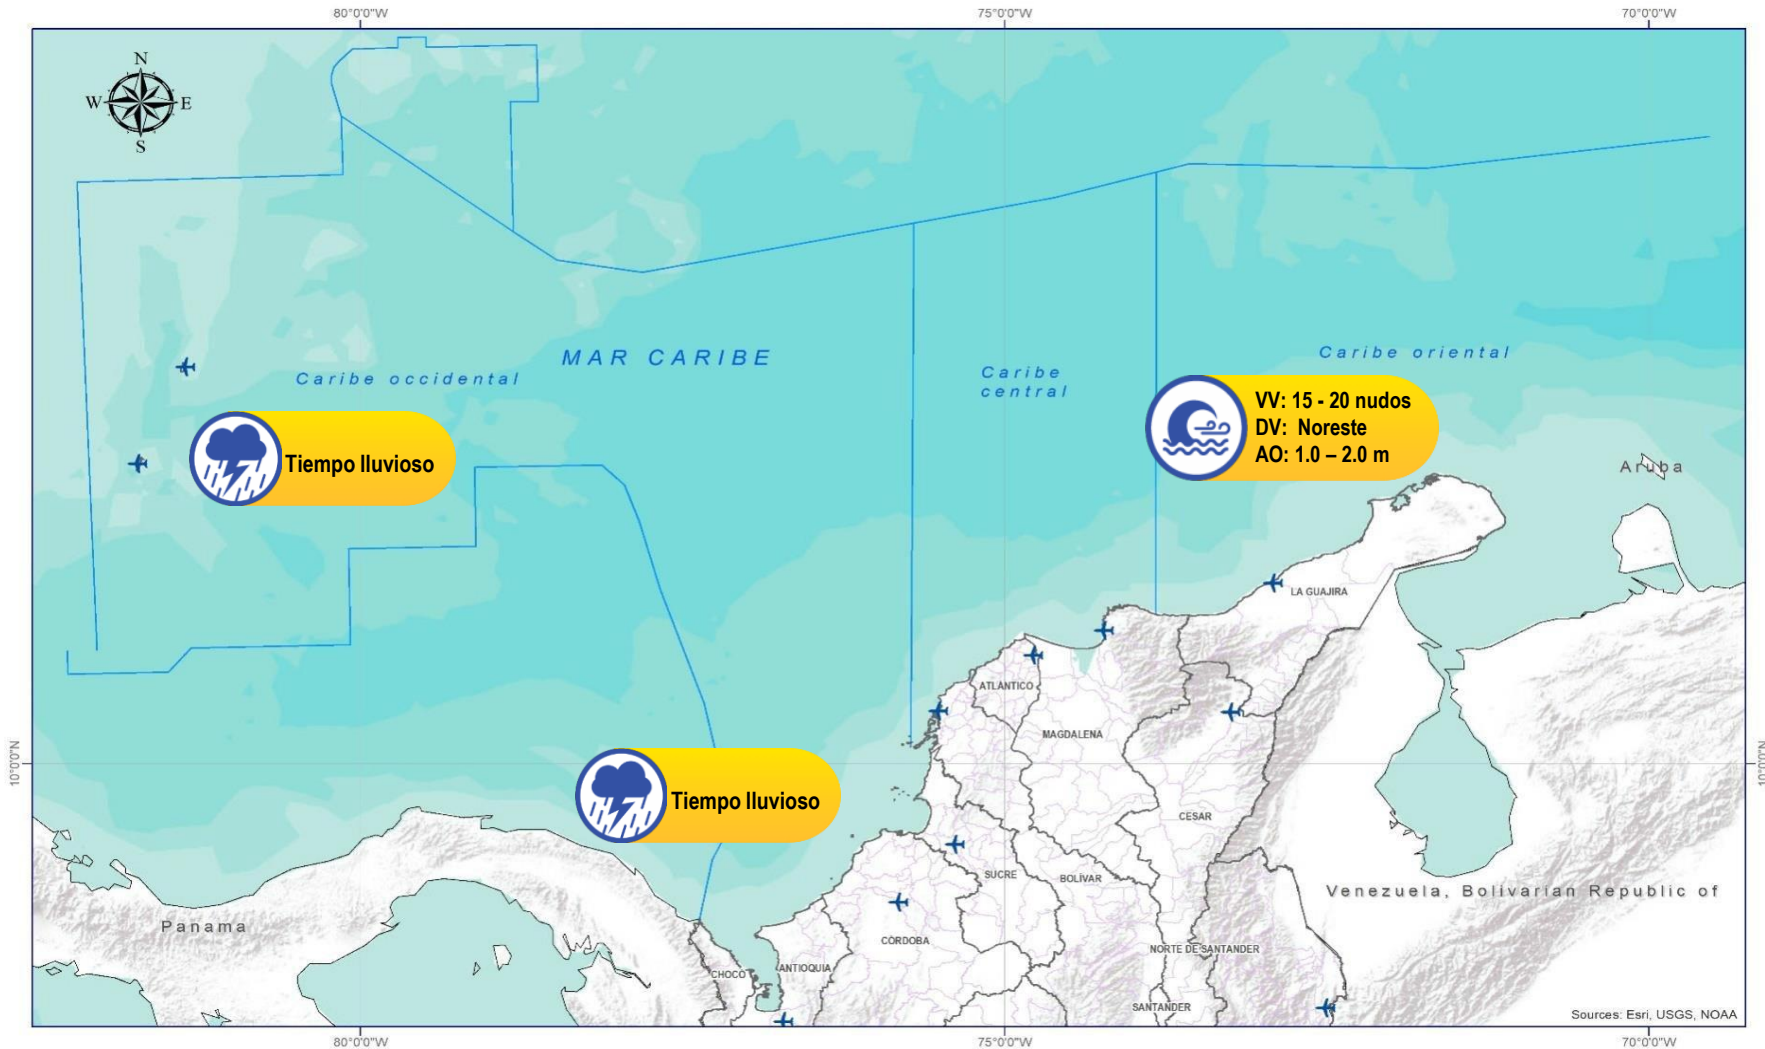 80°0'0"W
75°0'0"W
70°0'0"W
N
W
E
S
MAR CARIBE
Caribe occidental
Caribe
central
Caribe oriental
VV: 15 - 20 nudos
DV: Noreste
AO: 1.0 – 2.0 m
Tiempo lluvioso
Aruba
LA GUAJIRA
ATLANTICO
MAGDALENA
10°0'0"N
10°0'0"N
Tiempo lluvioso
CESAR
SUCRE
BOLÍVAR
Venezuela, Bolivarian Republic of
Panama
CÓRDOBA
NORTE DE SANTANDER
CHOCO
ANTIOQUIA
SANTANDER
Sources: Esri, USGS, NOAA
80°0'0"W
75°0'0"W
70°0'0"W